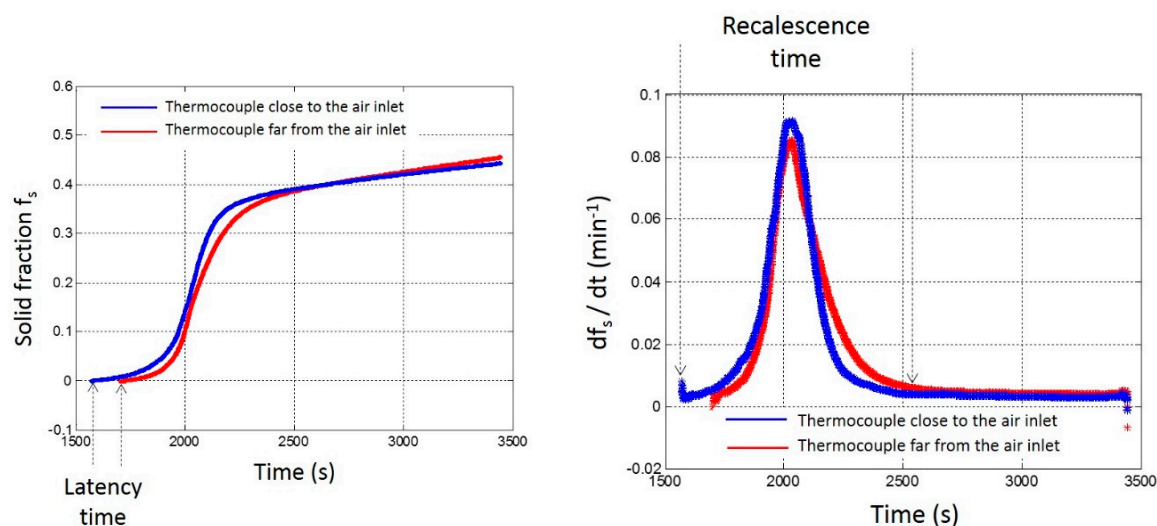 0.6
Thermocouple close to the air inlet
Thermocouple far from the air inlet
0.5
0.4
0.3
0.2
0.1
0
-0.1
Solid fraction fₛ
1500 2000 2500 3000 3500
Time (s)
Latency
time
Recalescence
time
0.1
0.08
0.06
0.04
0.02
0
-0.02
dfₛ / dt (min⁻¹)
Thermocouple close to the air inlet
Thermocouple far from the air inlet
1500 2000 2500 3000 3500
Time (s)